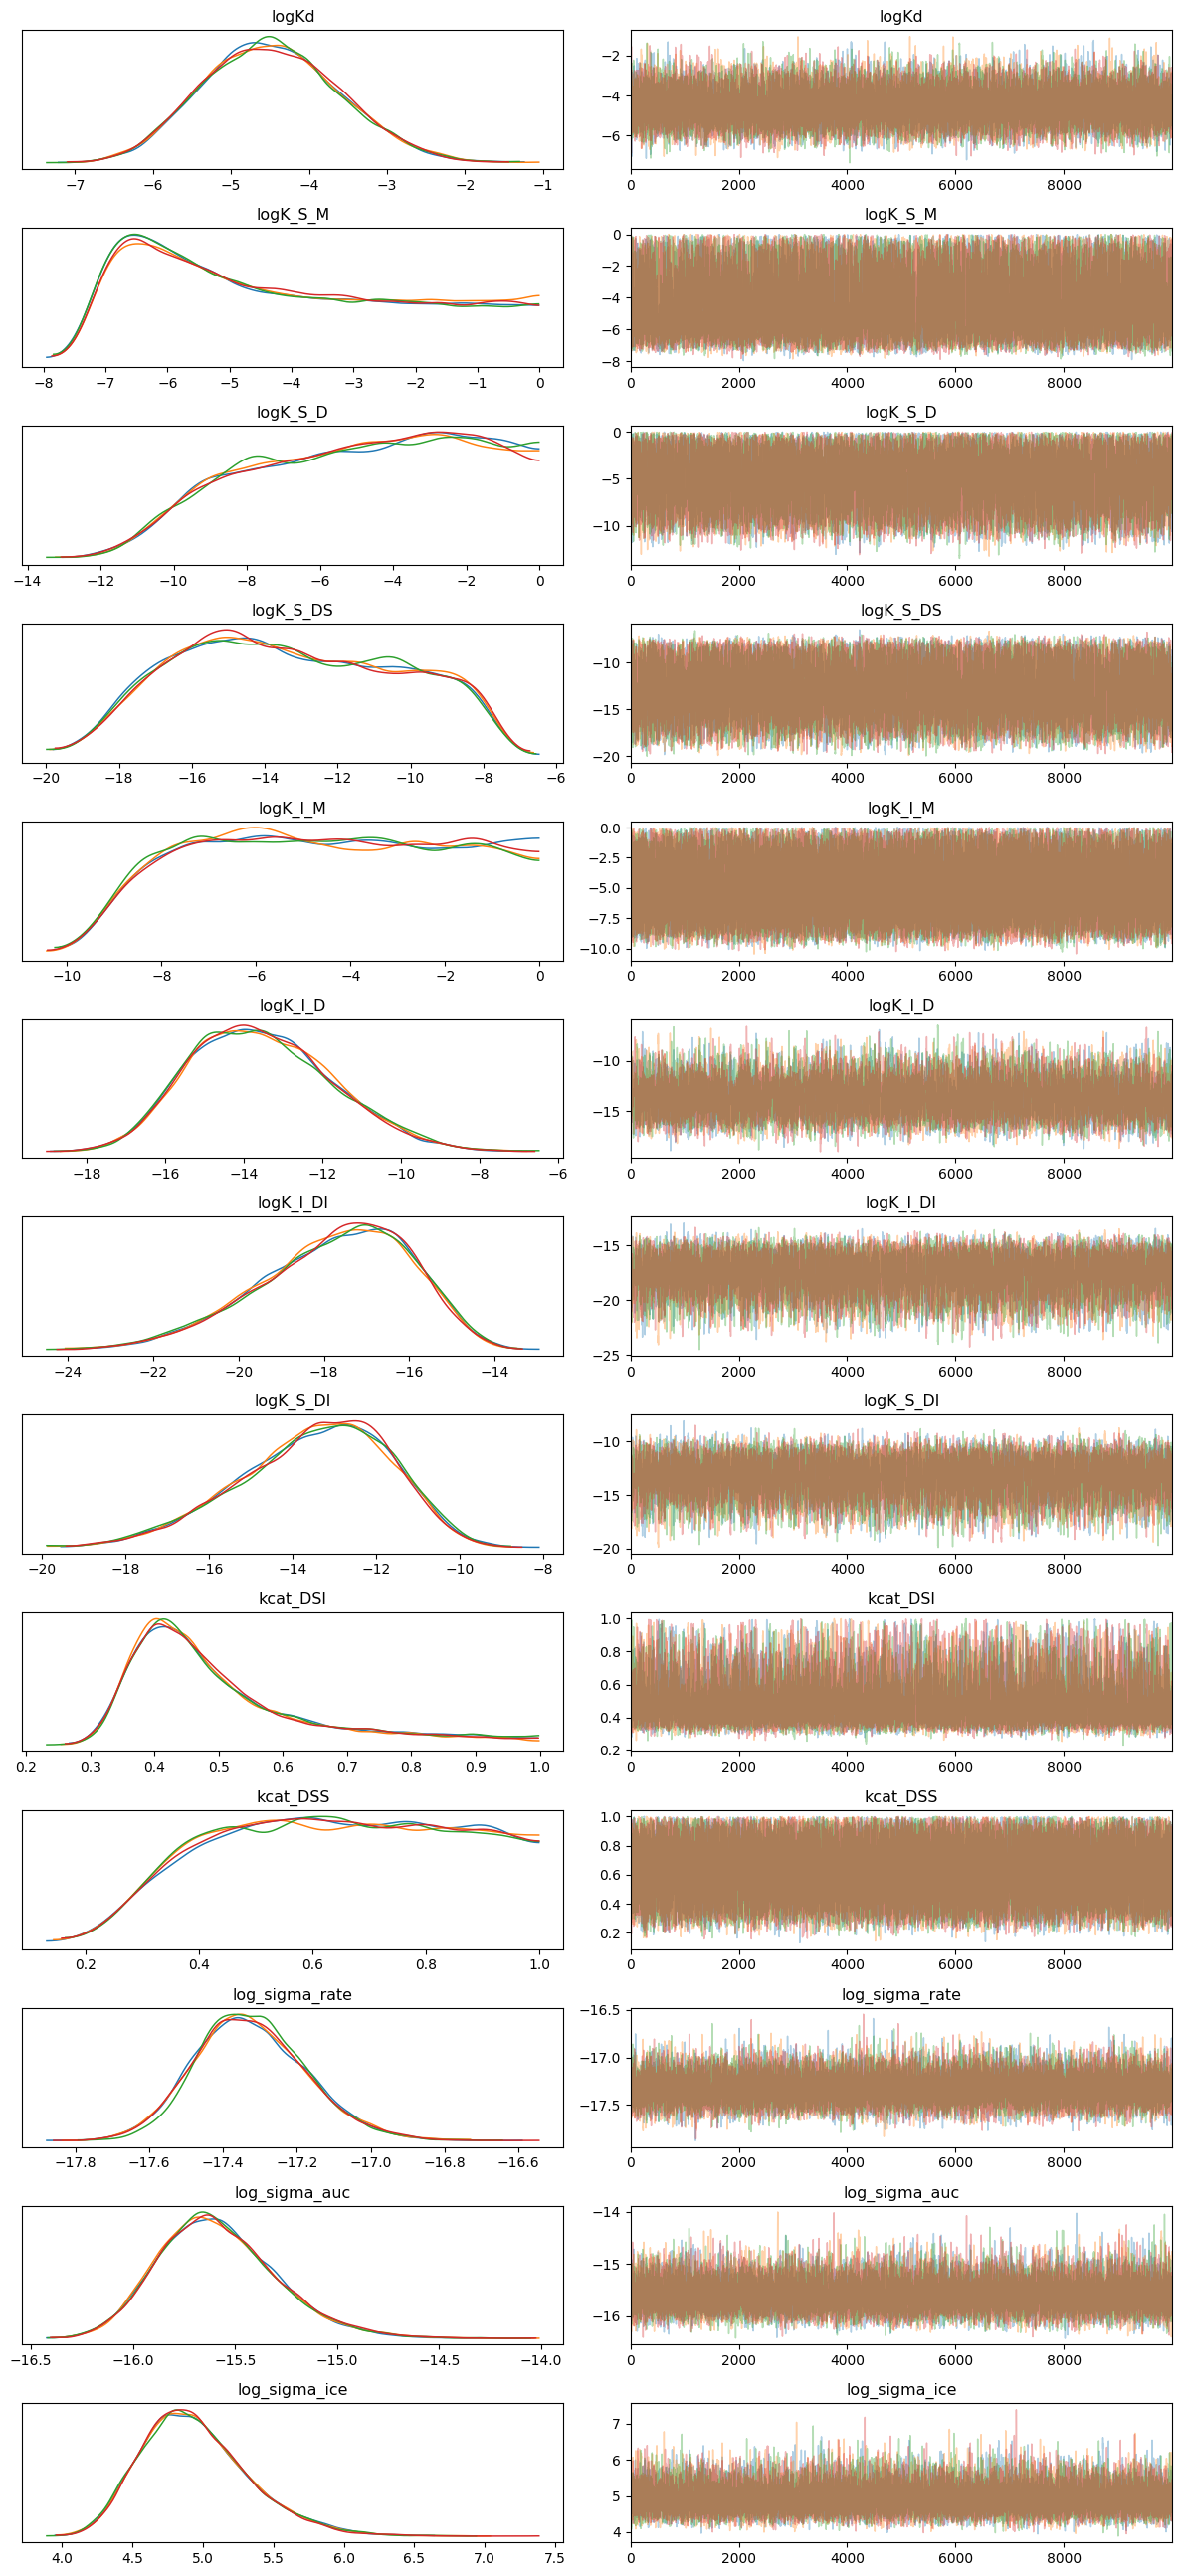 logKd logKd
−2
−4
−6
−7 −6 −5 −4 −3 −2 −1 0 2000 4000 6000 8000
logK_S_M logK_S_M
0
−2
−4
−6
−8
−8 −7 −6 −5 −4 −3 −2 −1 0 0 2000 4000 6000 8000
logK_S_D logK_S_D
0
−5
−10
−14 −12 −10 −8 −6 −4 −2 0 0 2000 4000 6000 8000
logK_S_DS logK_S_DS
−10
−15
−20
−20 −18 −16 −14 −12 −10 −8 −6 0 2000 4000 6000 8000
logK_I_M logK_I_M
0.0
−2.5
−5.0
−7.5
−10.0
−10 −8 −6 −4 −2 0 0 2000 4000 6000 8000
logK_I_D logK_I_D
−10
−15
−18 −16 −14 −12 −10 −8 −6 0 2000 4000 6000 8000
logK_I_DI logK_I_DI
−15
−20
−25
−24 −22 −20 −18 −16 −14 0 2000 4000 6000 8000
logK_S_DI logK_S_DI
−10
−15
−20
−20 −18 −16 −14 −12 −10 −8 0 2000 4000 6000 8000
kcat_DSI kcat_DSI
1.0
0.8
0.6
0.4
0.2
0.2 0.3 0.4 0.5 0.6 0.7 0.8 0.9 1.0 0 2000 4000 6000 8000
kcat_DSS kcat_DSS
1.0
0.8
0.6
0.4
0.2
0.2 0.4 0.6 0.8 1.0 0 2000 4000 6000 8000
log_sigma_rate log_sigma_rate
−16.5
−17.0
−17.5
−17.8 −17.6 −17.4 −17.2 −17.0 −16.8 −16.6 0 2000 4000 6000 8000
log_sigma_auc log_sigma_auc
−14
−15
−16
−16.5 −16.0 −15.5 −15.0 −14.5 −14.0 0 2000 4000 6000 8000
log_sigma_ice log_sigma_ice
7
6
5
4
4.0 4.5 5.0 5.5 6.0 6.5 7.0 7.5 0 2000 4000 6000 8000